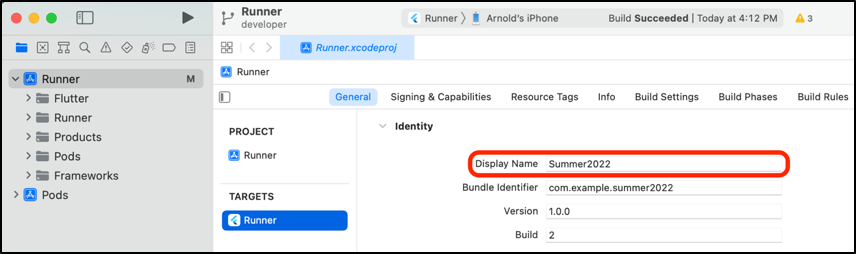 Runner
developer
Runner 〉 Arnold's iPhone
Build Succeeded | Today at 4:12 PM
3
Runner.xcodeproj
Runner M
Flutter
Runner
Products
Pods
Frameworks
Pods
Runner
General Signing & Capabilities Resource Tags Info Build Settings Build Phases Build Rules
PROJECT
Runner
TARGETS
Runner
Identity
Display Name Summer2022
Bundle Identifier com.example.summer2022
Version 1.0.0
Build 2